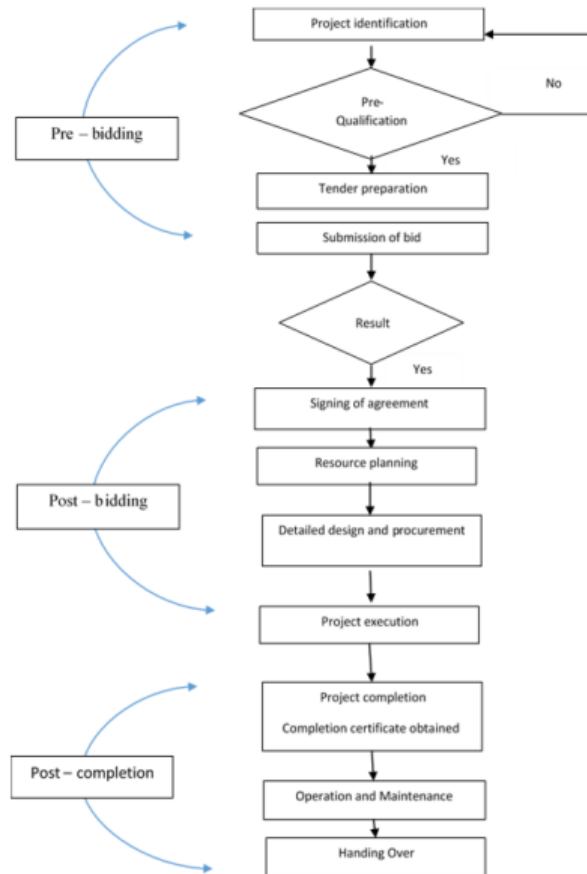 Project identification
No
Pre-
Qualification
Pre – bidding
Yes
Tender preparation
Submission of bid
Result
Yes
Signing of agreement
Resource planning
Post – bidding
Detailed design and procurement
Project execution
Project completion
Completion certificate obtained
Post – completion
Operation and Maintenance
Handing Over